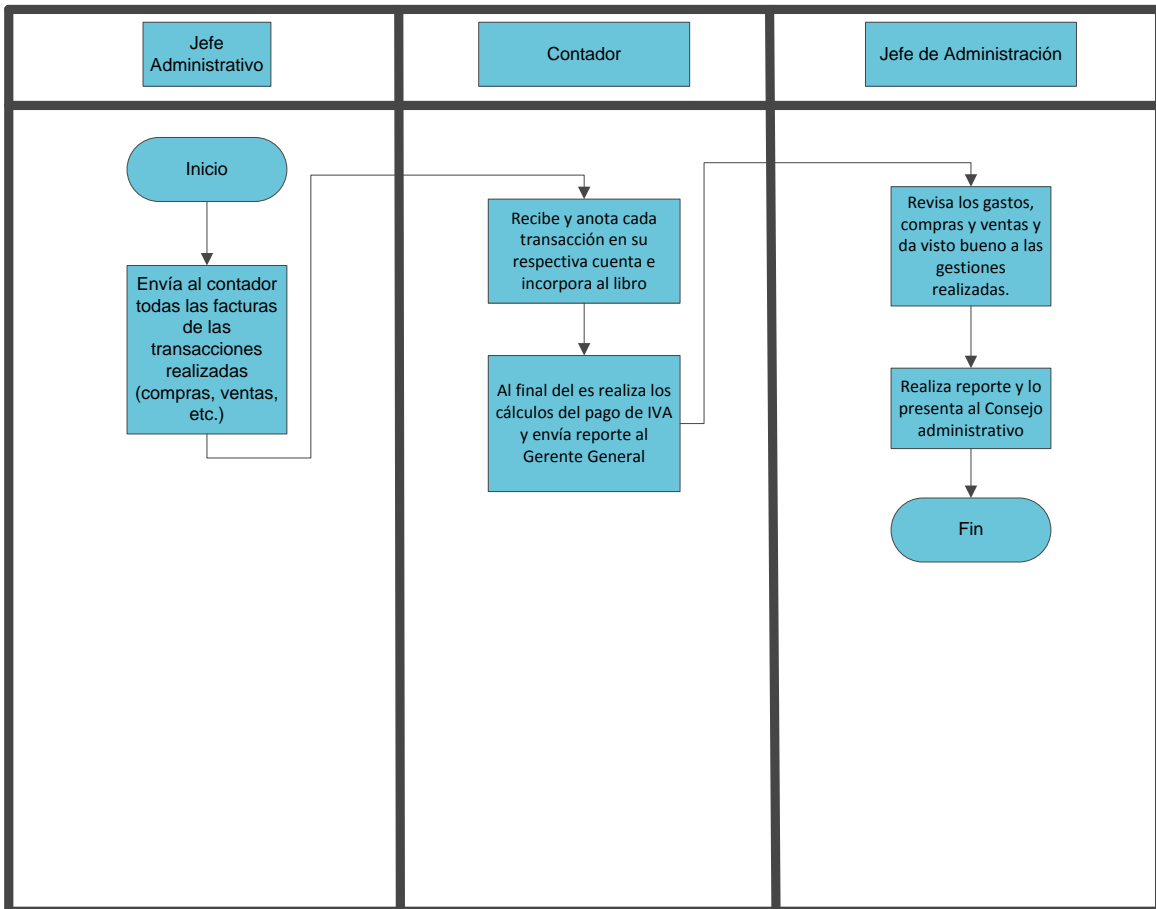 Jefe
Administrativo
Contador
Jefe de Administración
Inicio
Envía al contador
todas las facturas
de las
transacciones
realizadas
(compras, ventas,
etc.)
Recibe y anota cada
transacción en su
respectiva cuenta e
incorpora al libro
Al final del es realiza los
cálculos del pago de IVA
y envía reporte al
Gerente General
Revisa los gastos,
compras y ventas y
da visto bueno a las
gestiones
realizadas.
Realiza reporte y lo
presenta al Consejo
administrativo
Fin